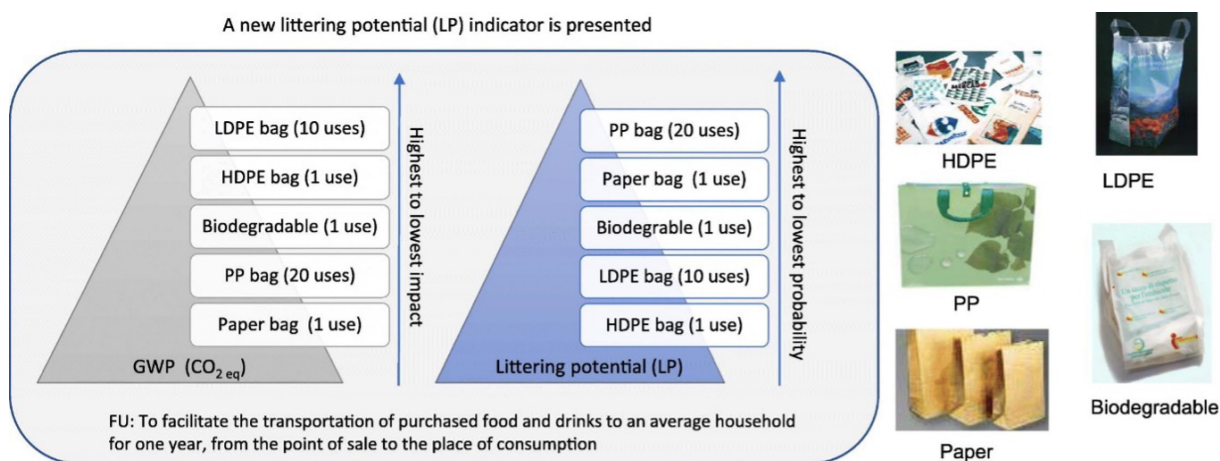 A new littering potential (LP) indicator is presented
LDPE bag (10 uses)
HDPE bag (1 use)
Biodegradable (1 use)
PP bag (20 uses)
Paper bag (1 use)
GWP (CO2 eq)
Highest to lowest impact
PP bag (20 uses)
Paper bag (1 use)
Biodegrable (1 use)
LDPE bag (10 uses)
HDPE bag (1 use)
Littering potential (LP)
Highest to lowest probability
FU: To facilitate the transportation of purchased food and drinks to an average household
for one year, from the point of sale to the place of consumption
HDPE
LDPE
PP
Paper
Biodegradable